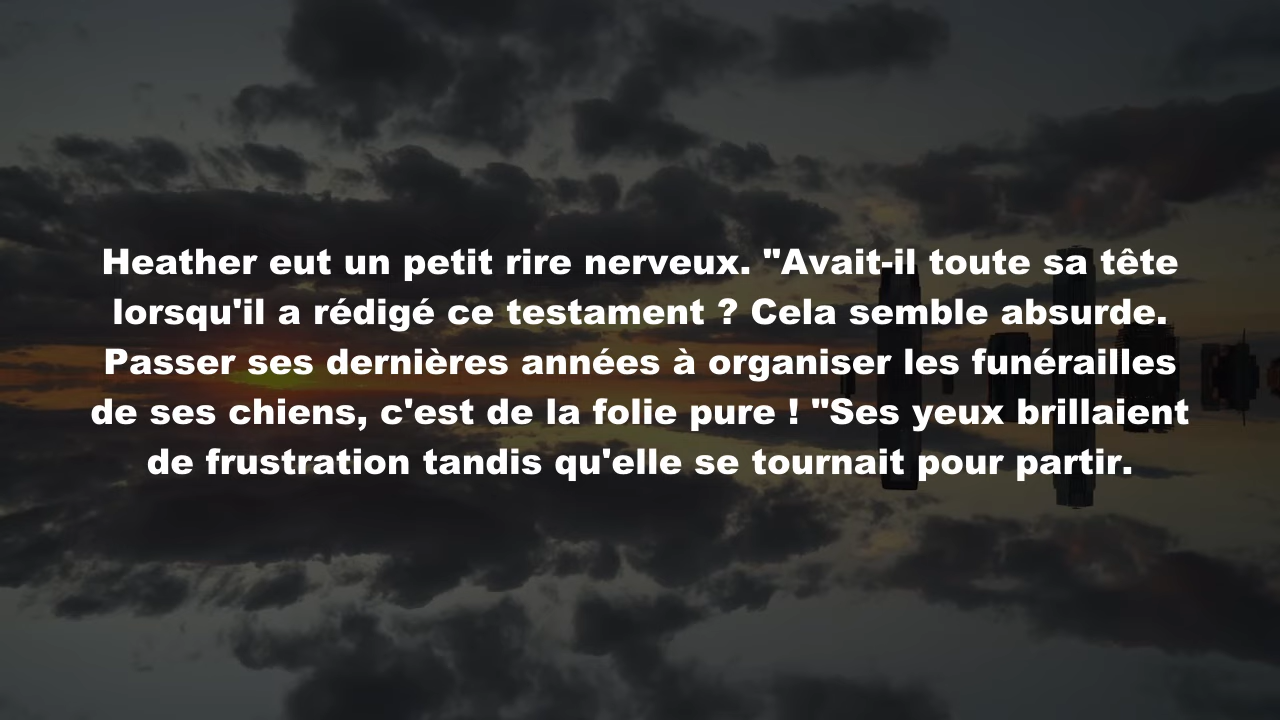 Heather eut un petit rire nerveux. "Avait-il toute sa tête
lorsqu'il a rédigé ce testament ? Cela semble absurde.
Passer ses dernières années à organiser les funérailles
de ses chiens, c'est de la folie pure ! "Ses yeux brillaient
de frustration tandis qu'elle se tournait pour partir.